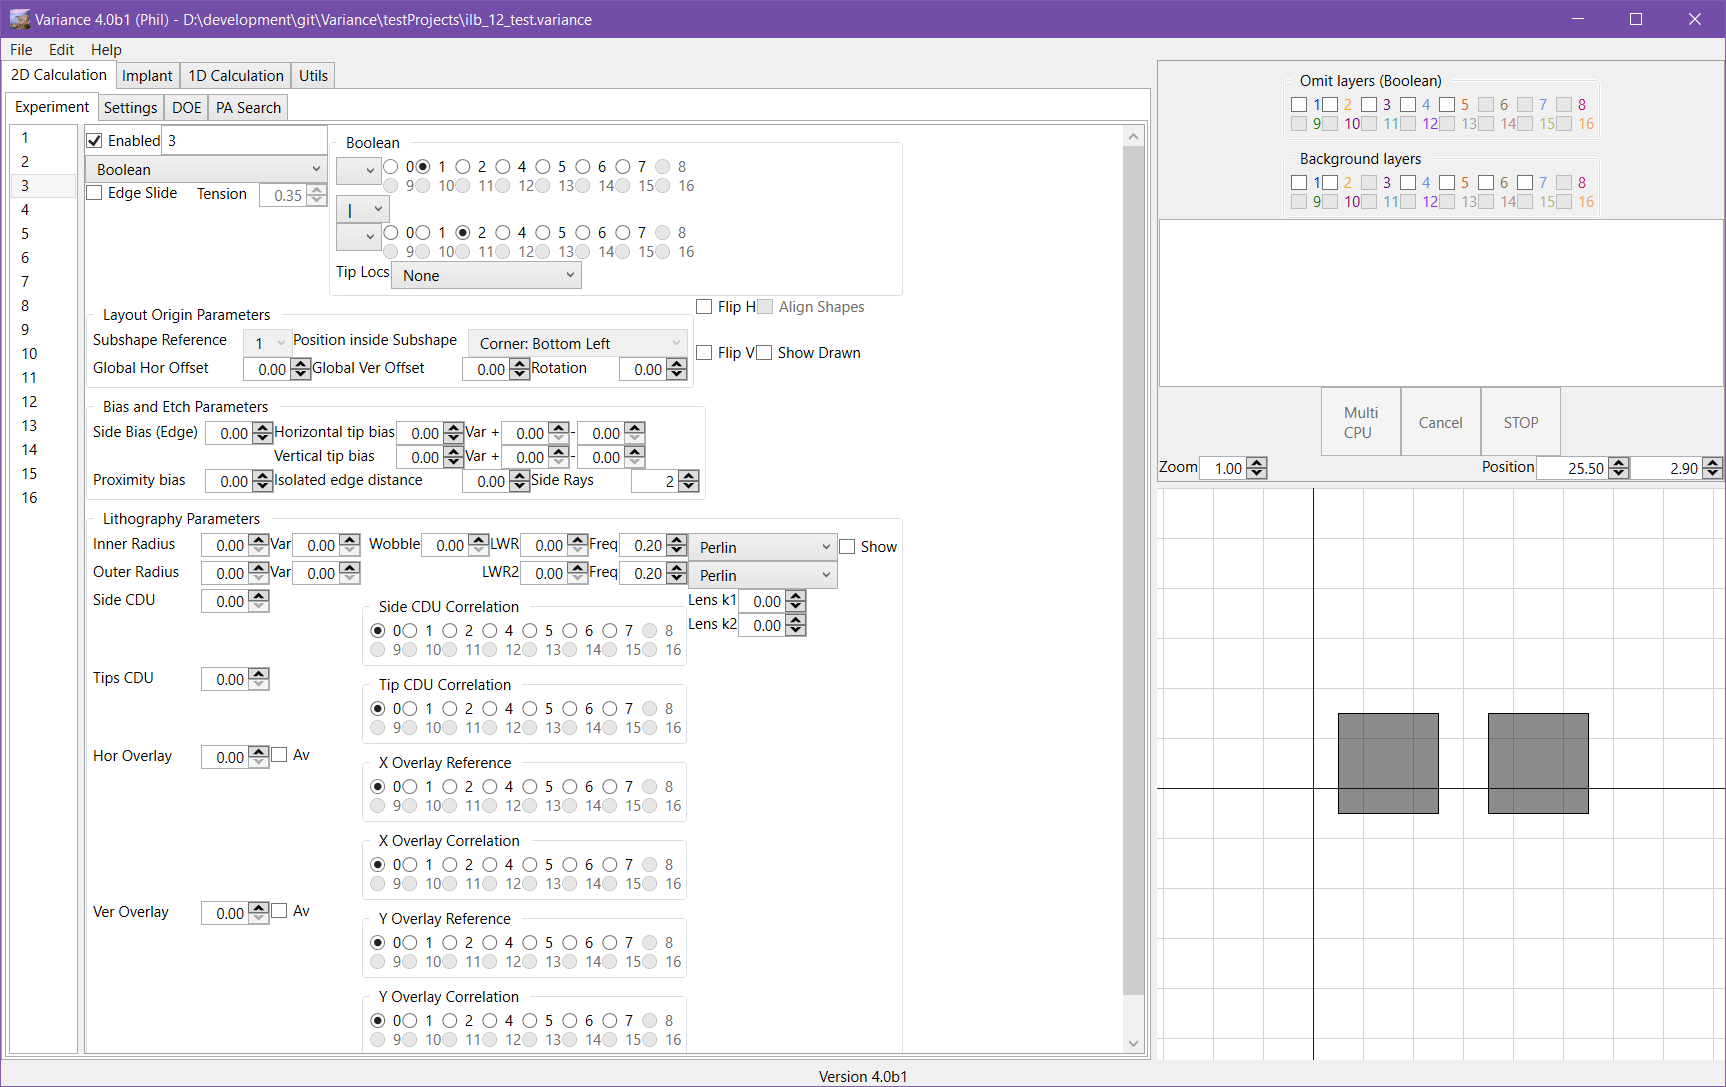 Variance 4.0b1 (Phil) - D:\development\git\Variance\testProjects\ilb_12_test.variance
File Edit Help
2D Calculation Implant 1D Calculation Utils
Experiment Settings DOE PA Search
1
2
3
4
5
6
7
8
9
10
11
12
13
14
15
16
Enabled 3
Boolean
Edge Slide Tension 0.35
Boolean
0 1 2 4 5 6 7 8
9 10 11 12 13 14 15 16
|
0 1 2 4 5 6 7 8
9 10 11 12 13 14 15 16
Tip Locs None
Flip H Align Shapes
Flip V Show Drawn
Layout Origin Parameters
Subshape Reference 1 Position inside Subshape Corner: Bottom Left
Global Hor Offset 0.00 Global Ver Offset 0.00 Rotation 0.00
Bias and Etch Parameters
Side Bias (Edge) 0.00 Horizontal tip bias 0.00 Var + 0.00 - 0.00
Vertical tip bias 0.00 Var + 0.00 - 0.00
Proximity bias 0.00 Isolated edge distance 0.00 Side Rays 2
Lithography Parameters
Inner Radius 0.00 Var 0.00 Wobble 0.00 LWR 0.00 Freq 0.20 Perlin Show
Outer Radius 0.00 Var 0.00 LWR2 0.00 Freq 0.20 Perlin
Side CDU 0.00
Side CDU Correlation
0 1 2 4 5 6 7 8
9 10 11 12 13 14 15 16
Lens k1 0.00
Lens k2 0.00
Tips CDU 0.00
Tip CDU Correlation
0 1 2 4 5 6 7 8
9 10 11 12 13 14 15 16
Hor Overlay 0.00 Av
X Overlay Reference
0 1 2 4 5 6 7 8
9 10 11 12 13 14 15 16
X Overlay Correlation
0 1 2 4 5 6 7 8
9 10 11 12 13 14 15 16
Ver Overlay 0.00 Av
Y Overlay Reference
0 1 2 4 5 6 7 8
9 10 11 12 13 14 15 16
Y Overlay Correlation
0 1 2 4 5 6 7 8
9 10 11 12 13 14 15 16
Omit layers (Boolean)
1 2 3 4 5 6 7 8
9 10 11 12 13 14 15 16
Background layers
1 2 3 4 5 6 7 8
9 10 11 12 13 14 15 16
Multi CPU
Cancel
STOP
Zoom 1.00 Position 25.50 2.90
Version 4.0b1